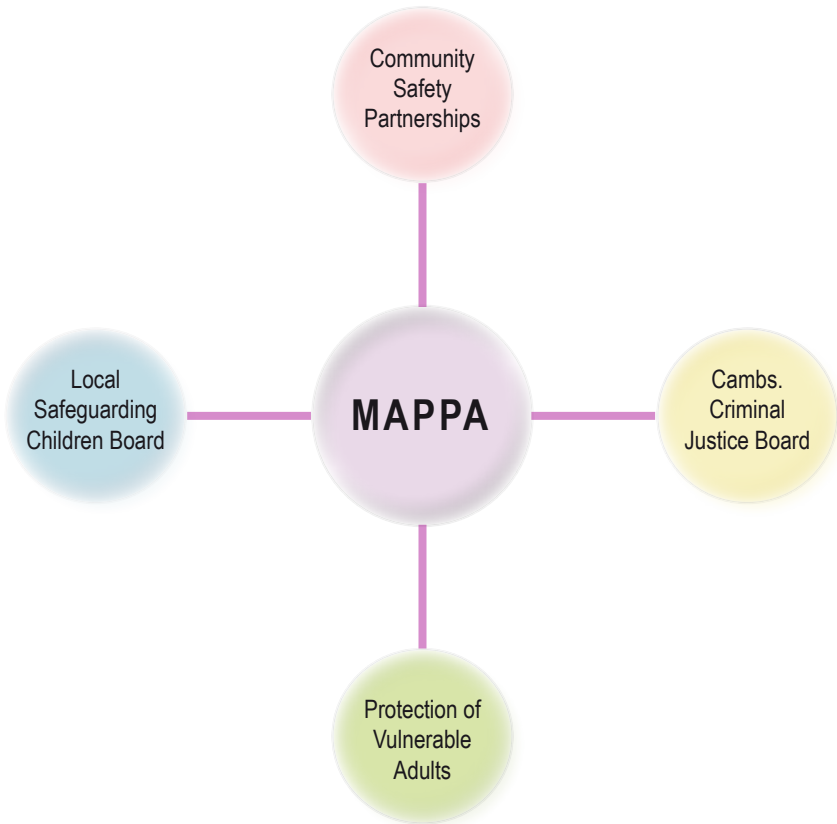 Community
Safety
Partnerships
Local
Safeguarding
Children Board
MAPPA
Cambs.
Criminal
Justice Board
Protection of
Vulnerable
Adults